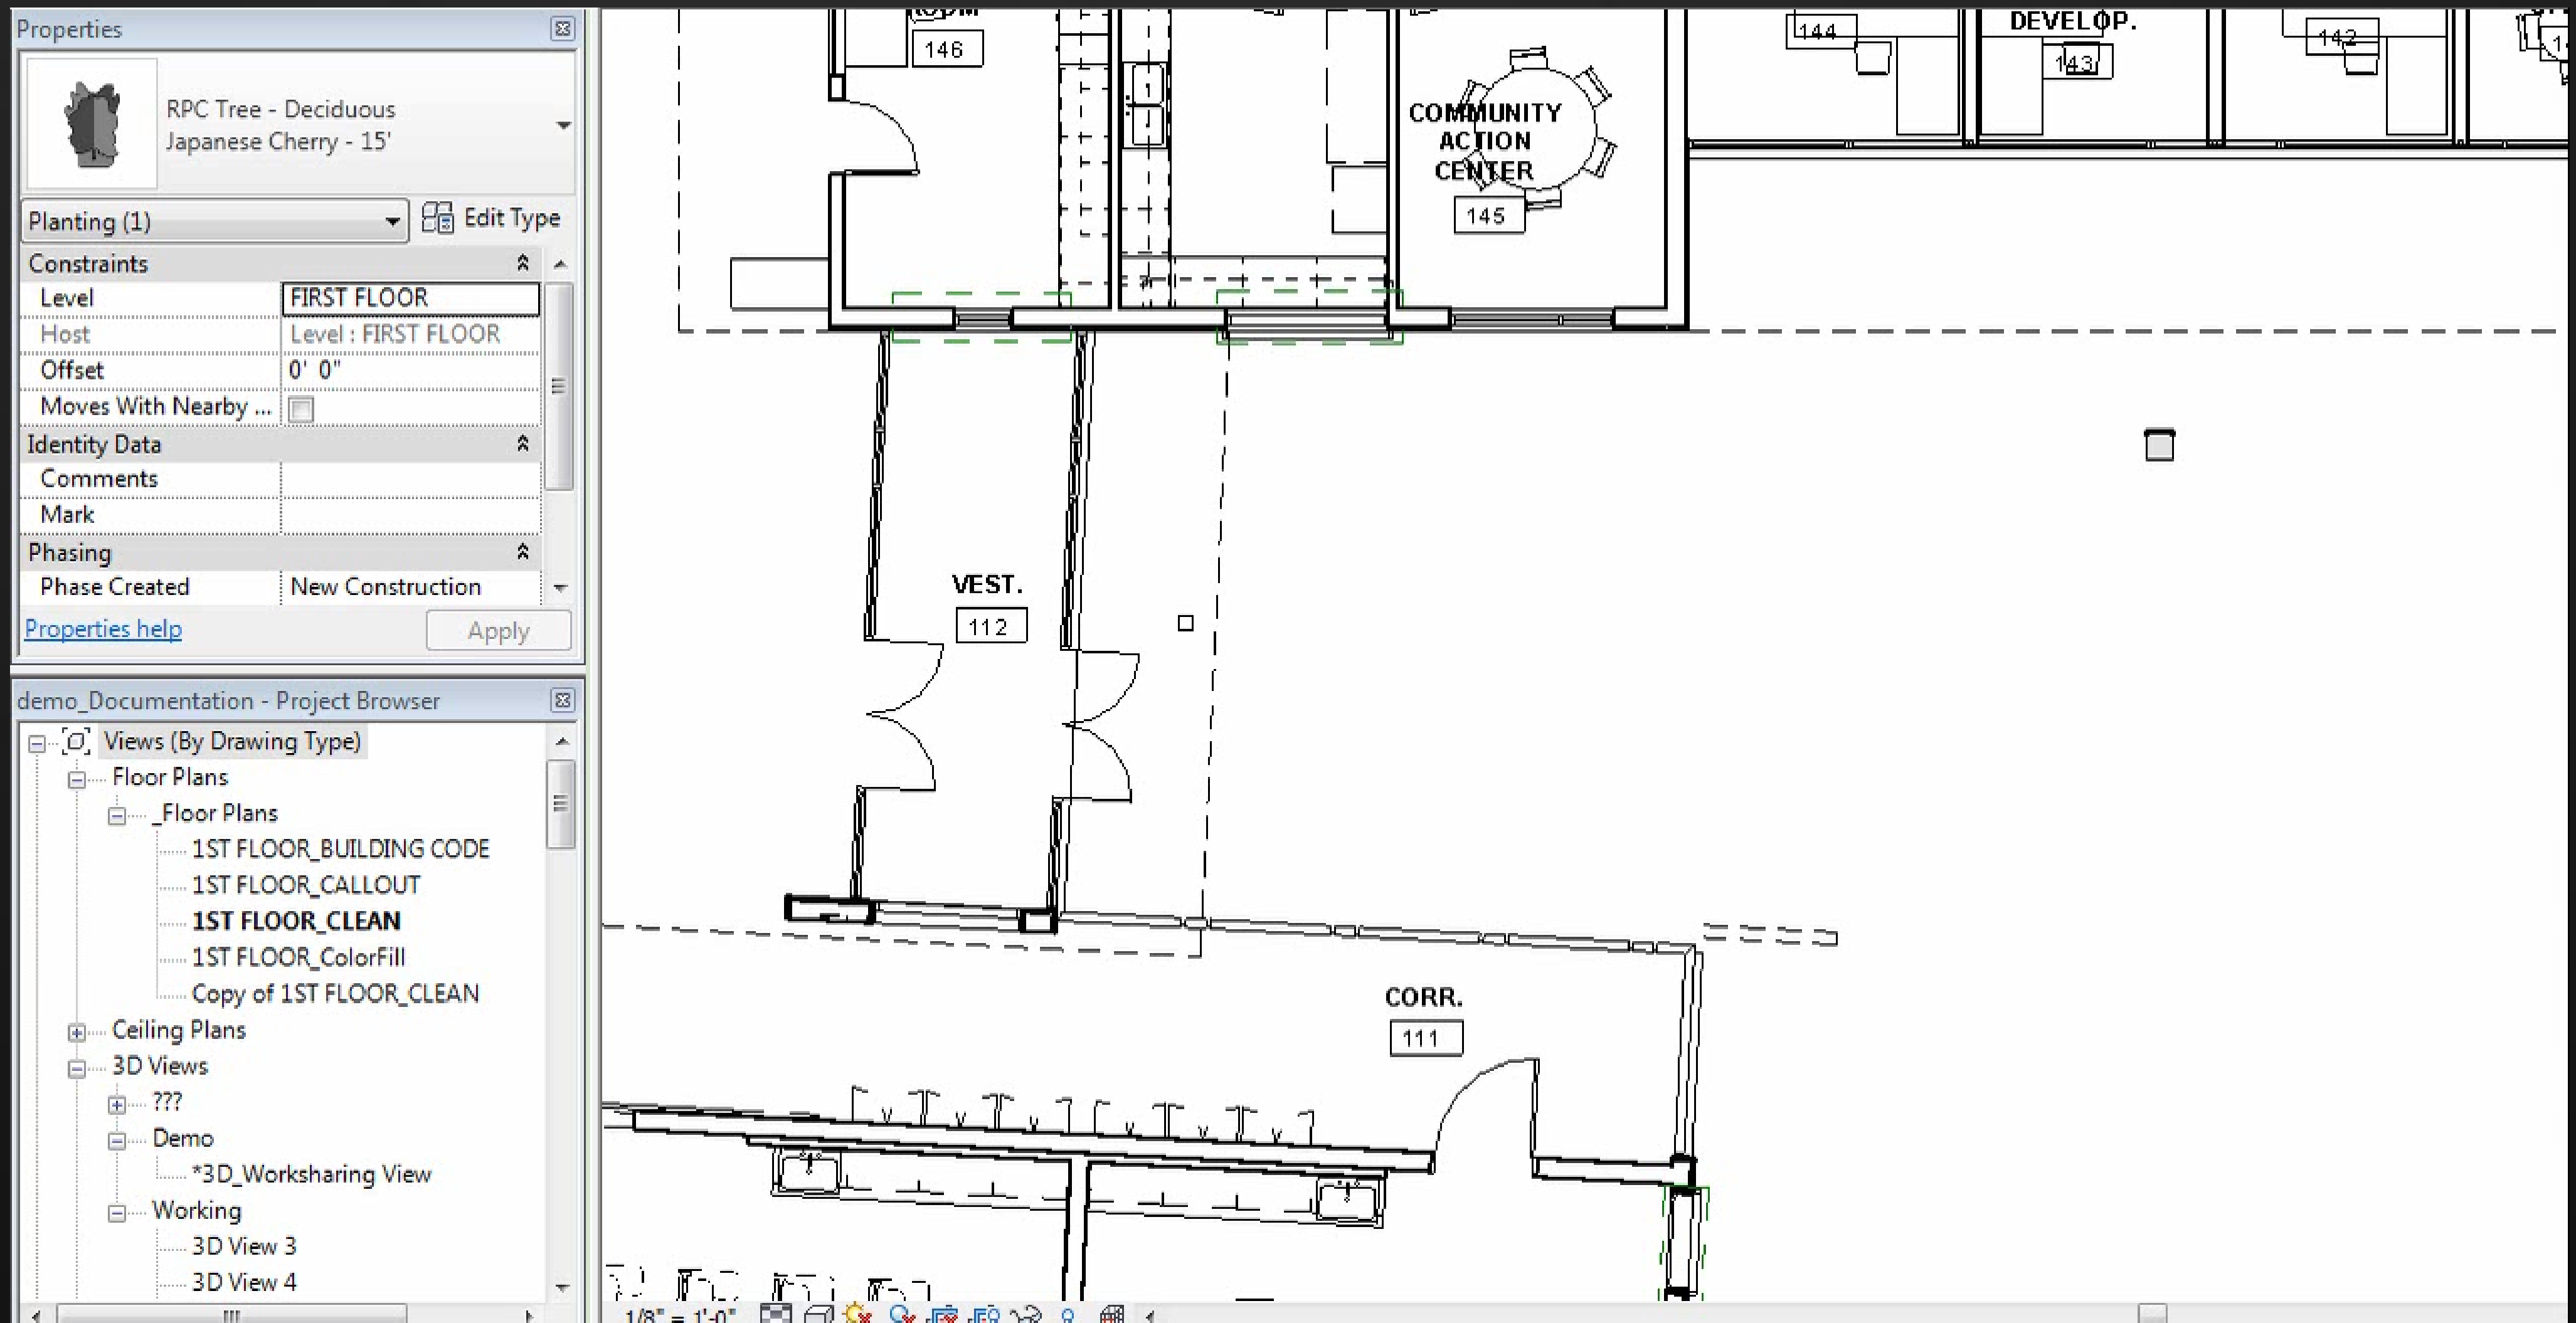 Properties
RPC Tree - Deciduous
Japanese Cherry - 15'
Planting (1)
Edit Type
Constraints
Level FIRST FLOOR
Host Level : FIRST FLOOR
Offset 0' 0"
Moves With Nearby ...
Identity Data
Comments
Mark
Phasing
Phase Created New Construction
Properties help Apply
demo_Documentation - Project Browser
Views (By Drawing Type)
Floor Plans
_Floor Plans
1ST FLOOR_BUILDING CODE
1ST FLOOR_CALLOUT
1ST FLOOR_CLEAN
1ST FLOOR_ColorFill
Copy of 1ST FLOOR_CLEAN
Ceiling Plans
3D Views
???
Demo
*3D_Worksharing View
Working
3D View 3
3D View 4
146
COMMUNITY
ACTION
CENTER
145
144
DEVELOP.
143
142
VEST.
112
CORR.
111
1/8" = 1'-0"